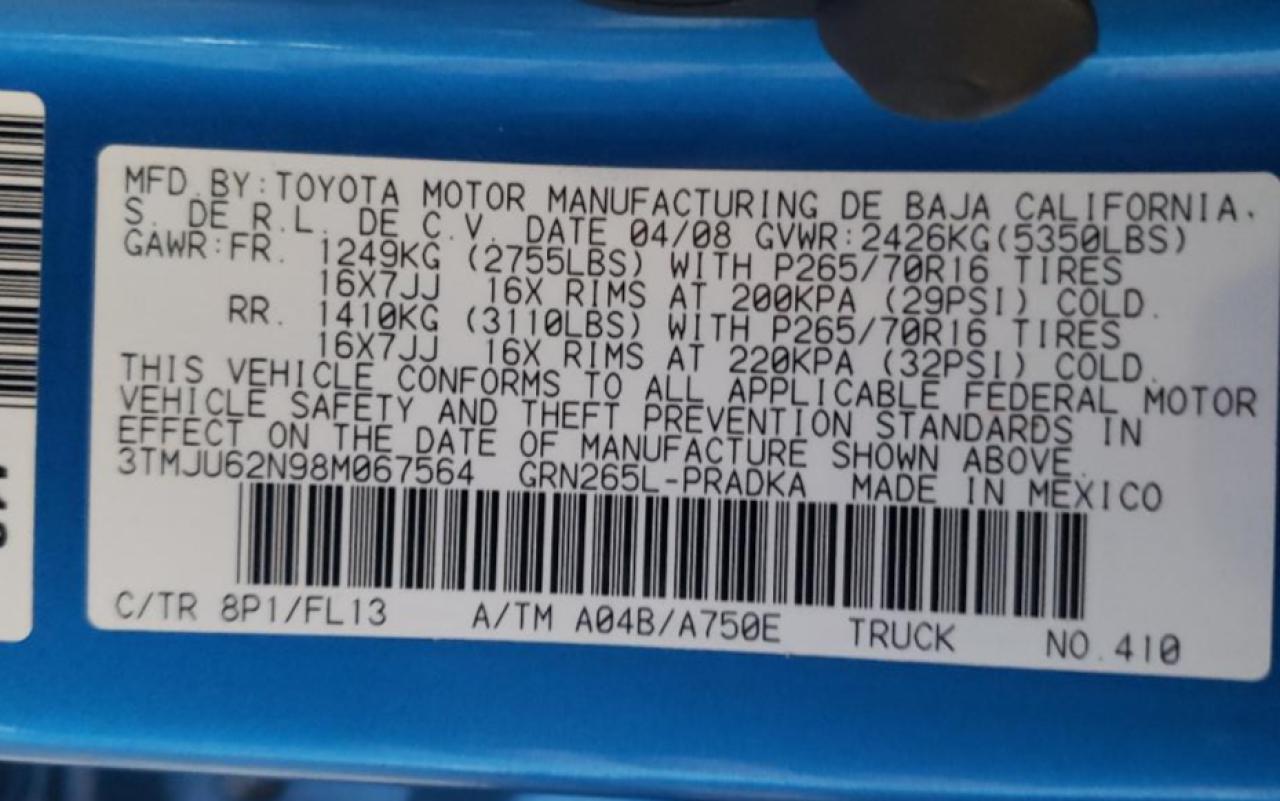 MFD.BY:TOYOTA MOTOR MANUFACTURING DE BAJA CALIFORNIA.
S. DE R.L. DE C.V. DATE 04/08 GVWR:2426KG(5350LBS)
GAWR:FR. 1249KG (2755LBS) WITH P265/70R16 TIRES
16X7JJ 16X RIMS AT 200KPA (29PSI) COLD.
RR. 1410KG (3110LBS) WITH P265/70R16 TIRES
16X7JJ 16X RIMS AT 220KPA (32PSI) COLD.
THIS VEHICLE CONFORMS TO ALL APPLICABLE FEDERAL MOTOR
VEHICLE SAFETY AND THEFT PREVENTION STANDARDS IN
EFFECT ON THE DATE OF MANUFACTURE SHOWN ABOVE.
3TMJU62N98M067564 GRN265L-PRADKA MADE IN MEXICO
C/TR 8P1/FL13 A/TM A04B/A750E TRUCK NO.410